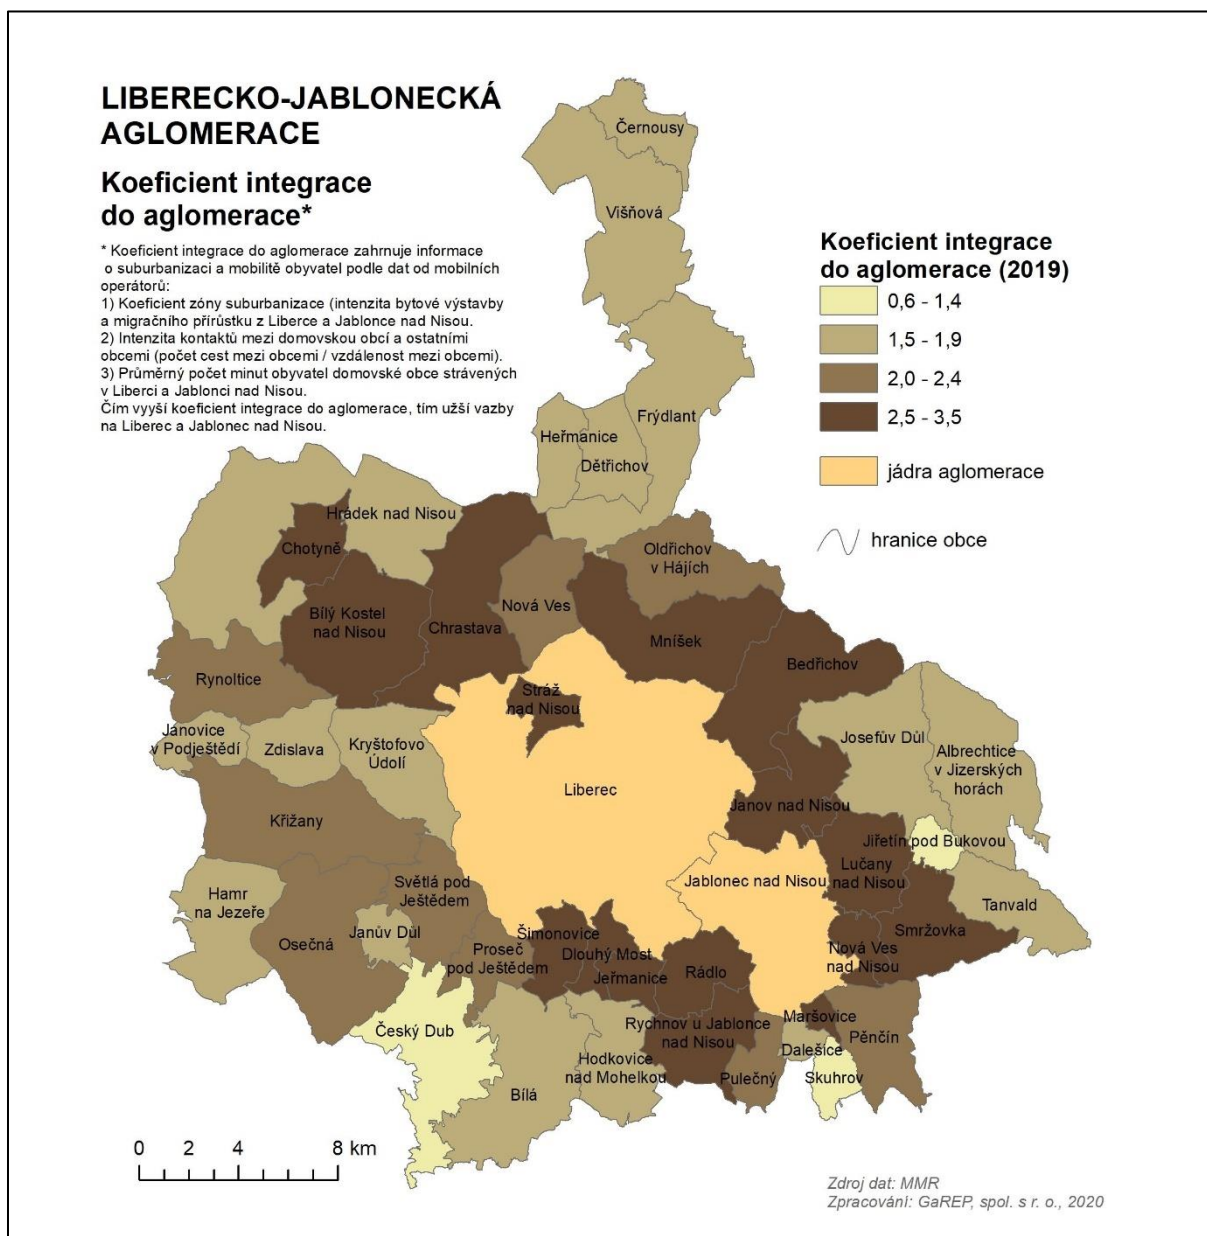 LIBERECKO-JABLONECKÁ
AGLOMERACE
Koeficient integrace
do aglomerace*
* Koeficient integrace do aglomerace zahrnuje informace
o suburbanizaci a mobilitě obyvatel podle dat od mobilních
operátorů:
1) Koeficient zóny suburbanizace (intenzita bytové výstavby
a migračního přírůstku z Liberce a Jablonce nad Nisou.
2) Intenzita kontaktů mezi domovskou obcí a ostatními
obcemi (počet cest mezi obcemi / vzdálenost mezi obcemi).
3) Průměrný počet minut obyvatel domovské obce strávených
v Liberci a Jablonci nad Nisou.
Čím vyyší koeficient integrace do aglomerace, tím užší vazby
na Liberec a Jablonec nad Nisou.
Koeficient integrace
do aglomerace (2019)
0,6 - 1,4
1,5 - 1,9
2,0 - 2,4
2,5 - 3,5
jádra aglomerace
hranice obce
Černousy
Višňová
Frýdlant
Heřmanice
Dětřichov
Hrádek nad Nisou
Chotyně
Oldřichov
v Hájích
Nová Ves
Bílý Kostel
nad Nisou
Chrastava
Mníšek
Bedřichov
Rynoltice
Stráž
nad Nisou
Jánovice
v Podještědí
Zdislava
Kryštofovo
Údolí
Josefův Důl
Albrechtice
v Jizerských
horách
Liberec
Janov nad Nisou
Křižany
Jiřetín pod Bukovou
Lučany
nad Nisou
Jablonec nad Nisou
Světlá pod
Ještědem
Hamr
na Jezeře
Tanvald
Janův Důl
Šimonovice
Smržovka
Osečná
Proseč
pod Ještědem
Dlouhý Most
Nová Ves
nad Nisou
Jeřmanice
Rádlo
Český Dub
Rychnov u Jablonce
nad Nisou
Maršovice
Pěnčín
Dalešice
Hodkovice
nad Mohelkou
Pulečný
Skuhrov
Bílá
0 2 4 8 km
Zdroj dat: MMR
Zpracování: GaREP, spol. s r. o., 2020